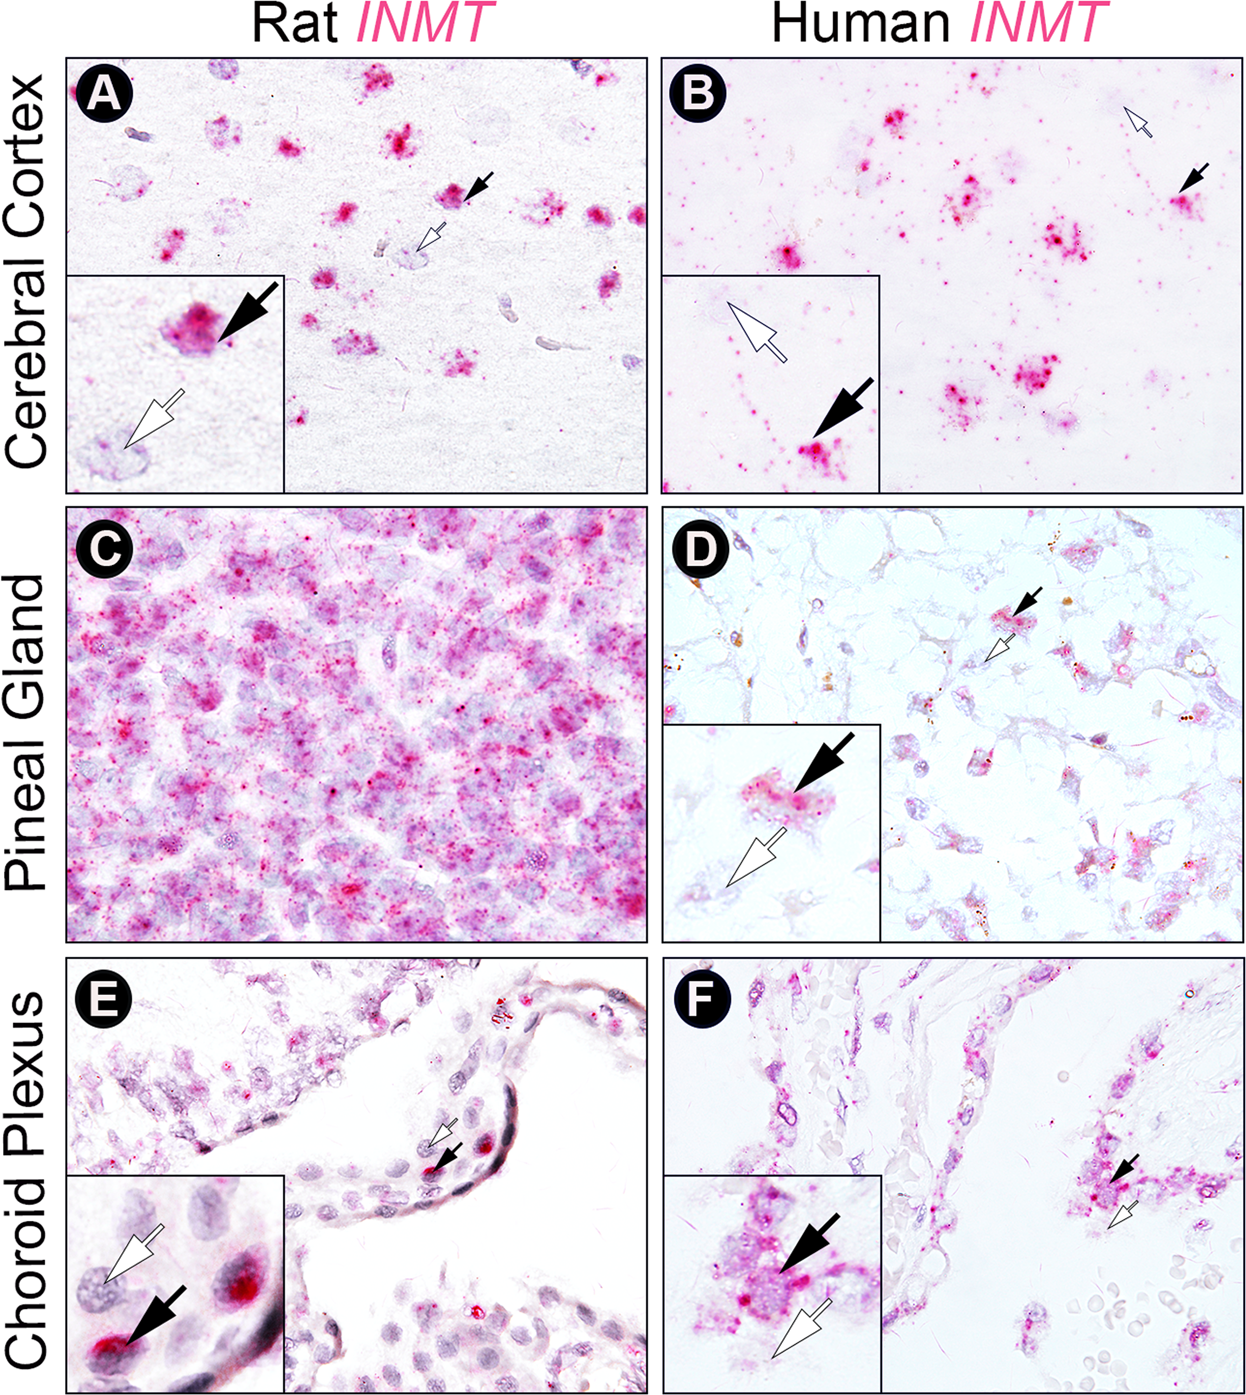 Rat INMT
Human INMT
Cerebral Cortex
A
B
Pineal Gland
C
D
Choroid Plexus
E
F